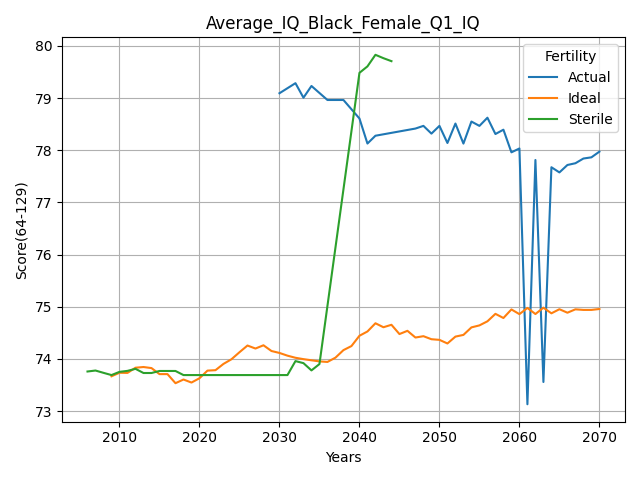 Average_IQ_Black_Female_Q1_IQ
Score(64-129)
80
79
78
77
76
75
74
73
2010
2020
2030
2040
2050
2060
2070
Years
Fertility
Actual
Ideal
Sterile